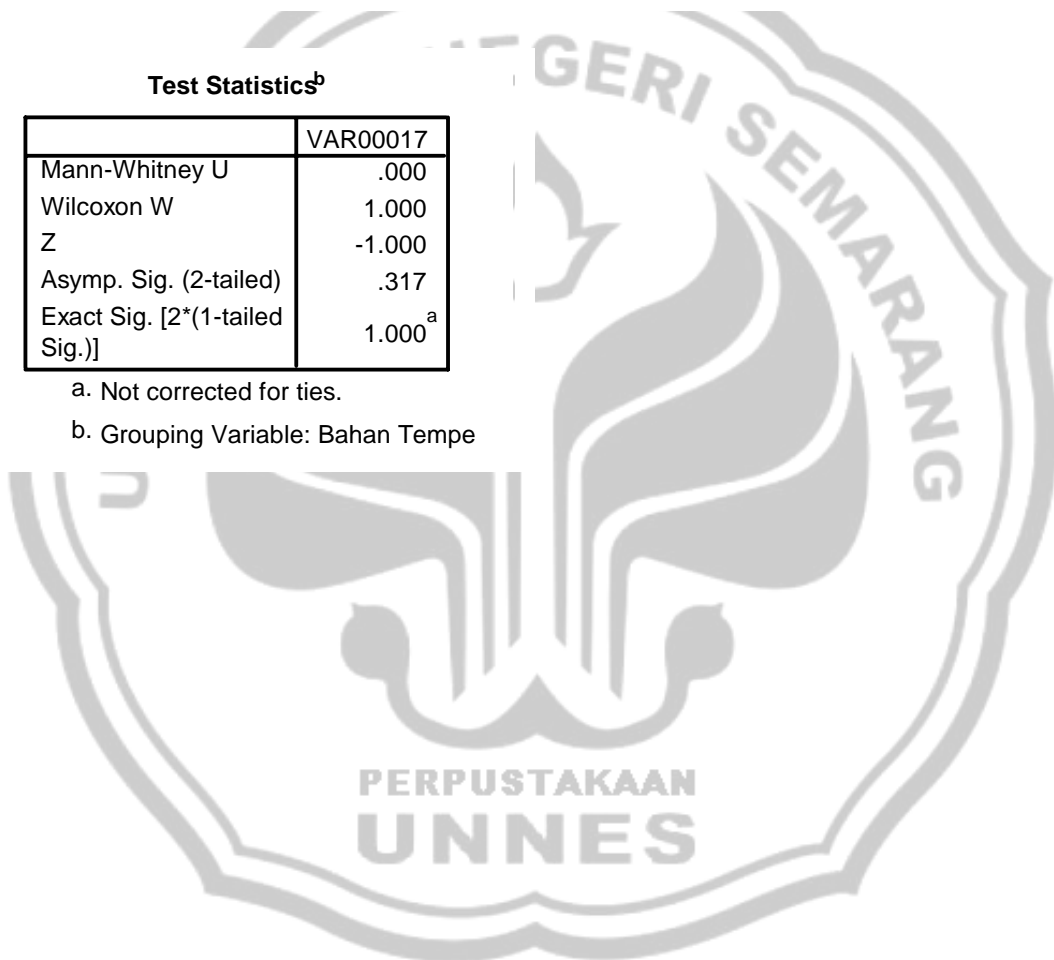 NEGERI SEMARANG
Test Statistics b
VAR00017
Mann-Whitney U .000
Wilcoxon W 1.000
Z -1.000
Asymp. Sig. (2-tailed) .317
Exact Sig. [2*(1-tailed
Sig.)] 1.000 a
a. Not corrected for ties.
b. Grouping Variable: Bahan Tempe
PERPUSTAKAAN
UNNES